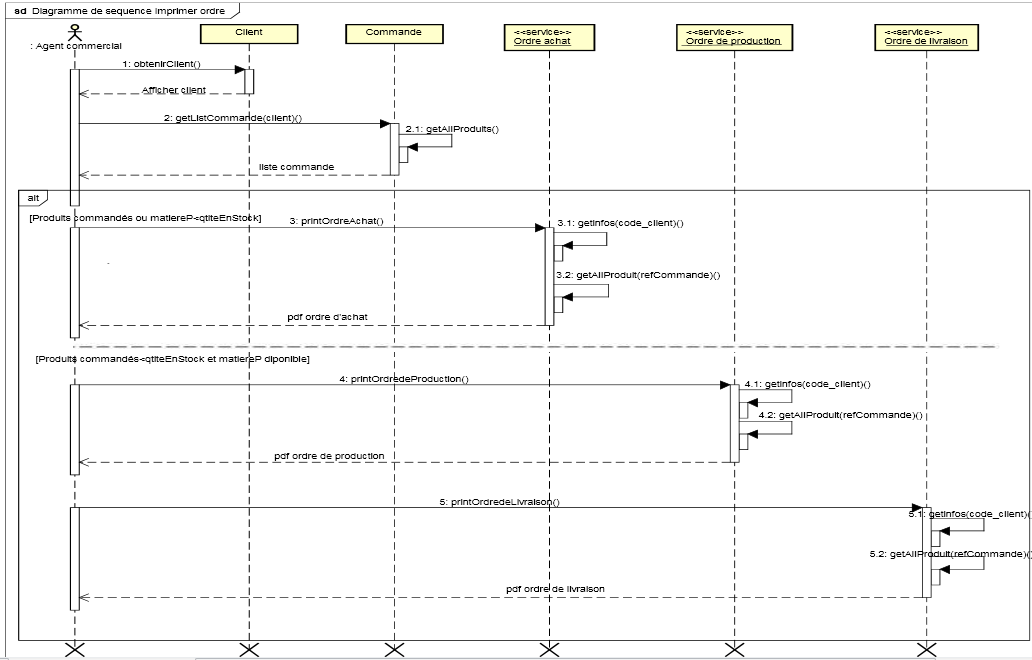 sd Diagramme de sequence imprimer ordre
: Agent commercial
Client
Commande
<<service>>
Ordre achat
<<service>>
Ordre de production
<<service>>
Ordre de livraison
1: obtenirClient()
Afficher client
2: getListCommande(client)()
2.1: getAllProduits()
liste commande
alt
[Produits commandés ou matiereP<qtiteEnStock]
3: printOrdreAchat()
3.1: getinfos(code_client)()
3.2: getAllProduit(refCommande)()
pdf ordre d'achat
[Produits commandés<qtiteEnStock et matiereP diponible]
4: printOrdredeProduction()
4.1: getinfos(code_client)()
4.2: getAllProduit(refCommande)()
pdf ordre de production
5: printOrdredeLivraison()
5.1: getinfos(code_client)()
5.2: getAllProduit(refCommande)()
pdf ordre de livraison